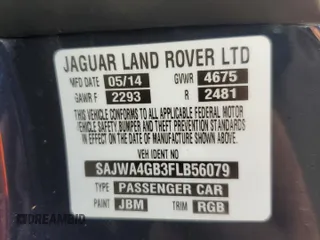 JAGUAR LAND ROVER LTD
MFD DATE 05/14 GVWR 4675
GAWR F 2293 R 2481
THIS VEHICLE CONFORMS TO ALL APPLICABLE FEDERAL MOTOR
VEHICLE SAFETY, BUMPER AND THEFT PREVENTION STANDARDS
IN EFFECT ON THE DATE OF MANUFACTURE SHOWN ABOVE.
VEH IDENT NO
SAJWA4GB3FLB56079
TYPE PASSENGER CAR
PAINT JBM TRIM RGB
© DREAMBID